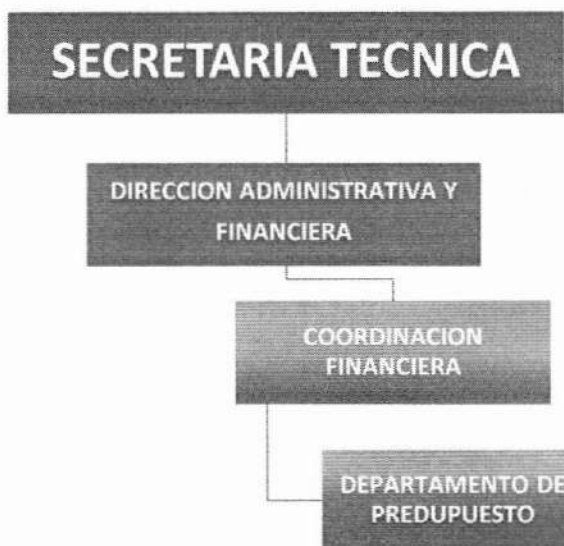 SECRETARIA TECNICA
DIRECCION ADMINISTRATIVA Y
FINANCIERA
COORDINACION
FINANCIERA
DEPARTAMENTO DE
PREDUPUESTO